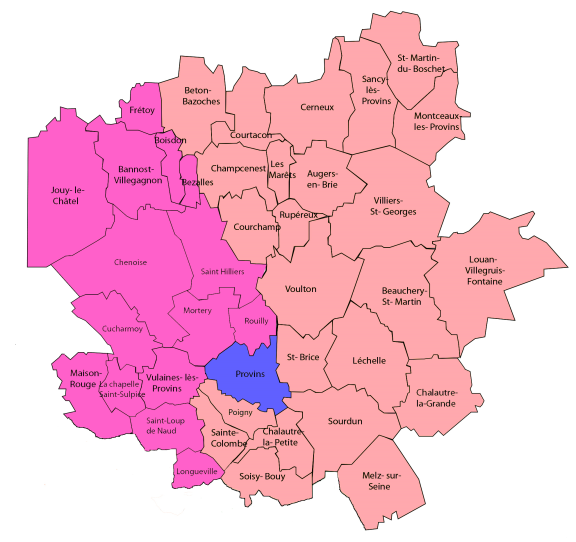 St- Martin-
du- Boschet
Sancy-
lès-
Provins
Beton-
Bazoches
Cerneux
Frétoy
Montceaux-
les- Provins
Courtacon
Boisdon
Champcenest
Les
Marêts
Augers-
en- Brie
Bannost-
Villegagnon
Bezalles
Jouy- le-
Châtel
Villiers-
St- Georges
Rupéreux
Courchamp
Chenoise
Saint Hilliers
Louan-
Villegruis-
Fontaine
Voulton
Beauchery-
St- Martin
Mortery
Rouilly
Cucharmoy
St- Brice
Léchelle
Provins
Maison-
Rouge
La chapelle
Saint-Sulpice
Vulaines- lès-
Provins
Chalautre-
la-Grande
Poigny
Saint-Loup
de Naud
Sainte-
Colombe
Chalautre-
la- Petite
Sourdun
Longueville
Soisy- Bouy
Melz- sur-
Seine